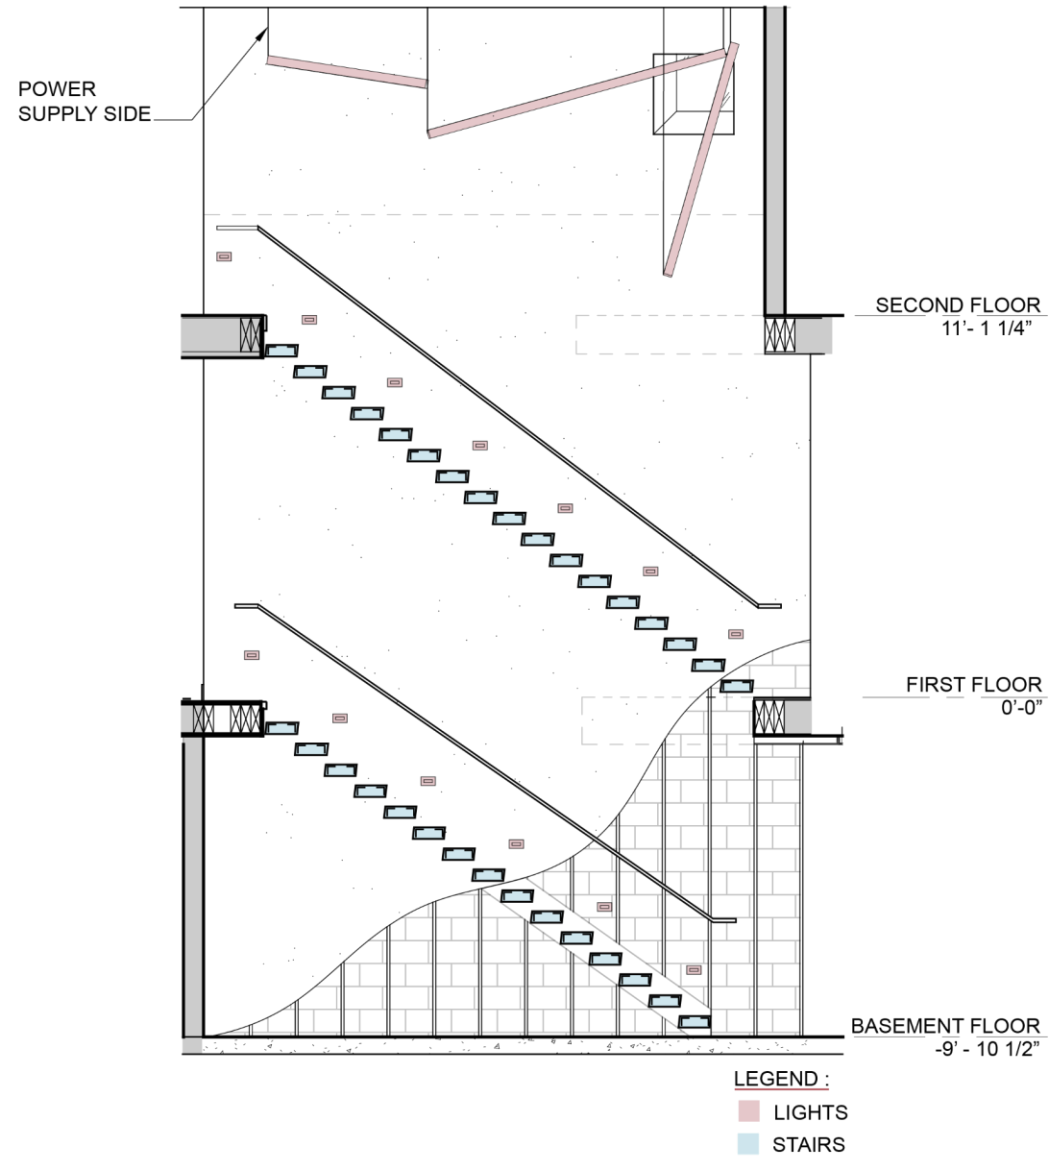 POWER
SUPPLY SIDE
SECOND FLOOR
11'- 1 1/4”
FIRST FLOOR
0'-0”
BASEMENT FLOOR
-9' - 10 1/2”
LEGEND :
LIGHTS
STAIRS